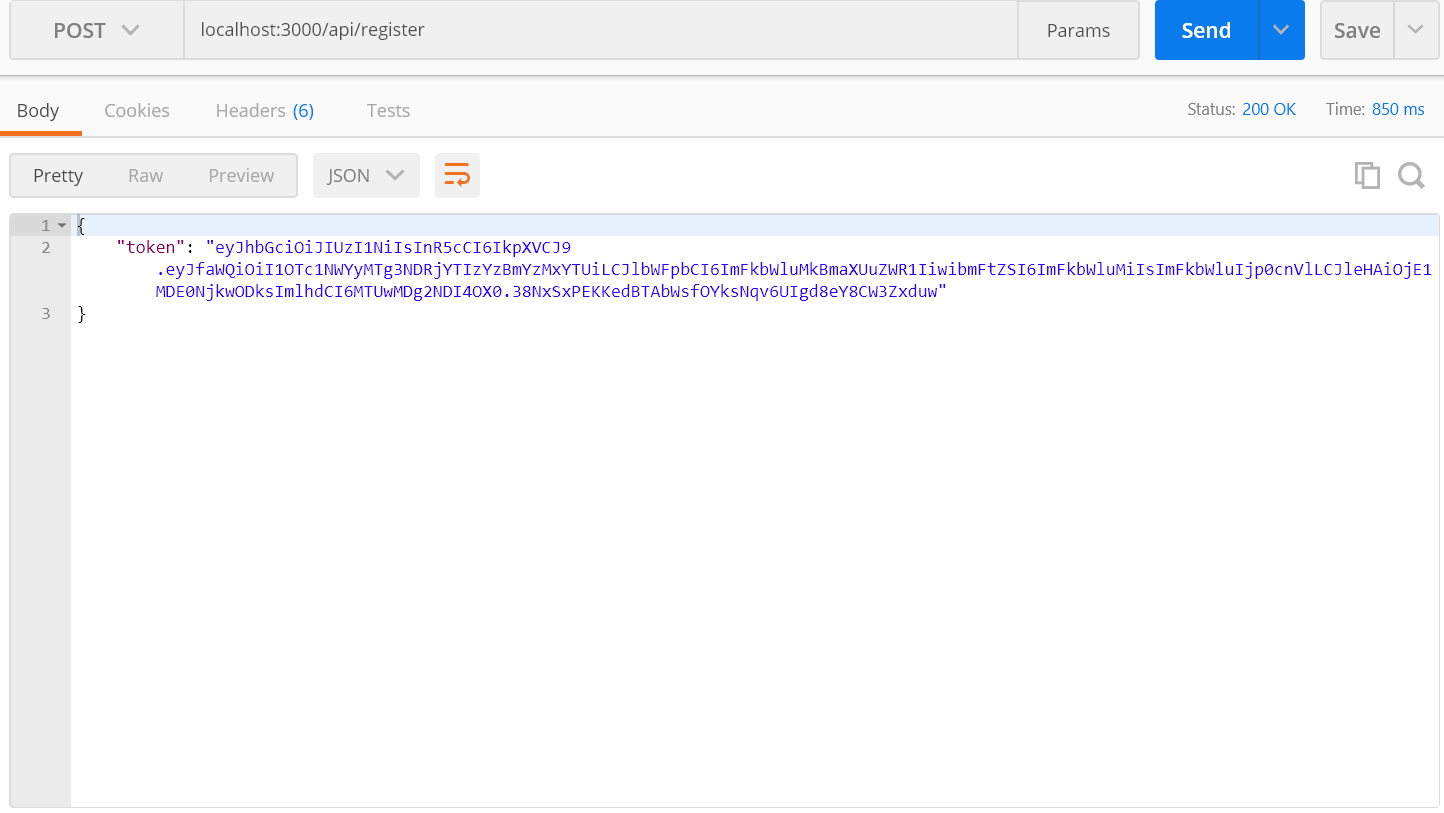 POST localhost:3000/api/register Params Send Save
Body Cookies Headers (6) Tests Status: 200 OK Time: 850 ms
Pretty Raw Preview JSON
1 {
2 "token": "eyJhbGciOiJIUzI1NiIsInR5cCI6IkpXVCJ9
.eyJfaWQiOiI1OTc1NWYyMTg3NDRjYTIzYzBmYzMxYTUiLCJlbWFpbCI6ImFkbWluMkBmaXUuZWR1IiwibmFtZSI6ImFkbWluMiIsImFkbWluIjp0cnVlLCJleHAiOjE1
MDE0NjkwODksImlhdCI6MTUwMDg2NDI4OX0.38NxSxPEKKedBTAbWsfOYksNqv6UIgd8eY8CW3Zxduw"
3 }